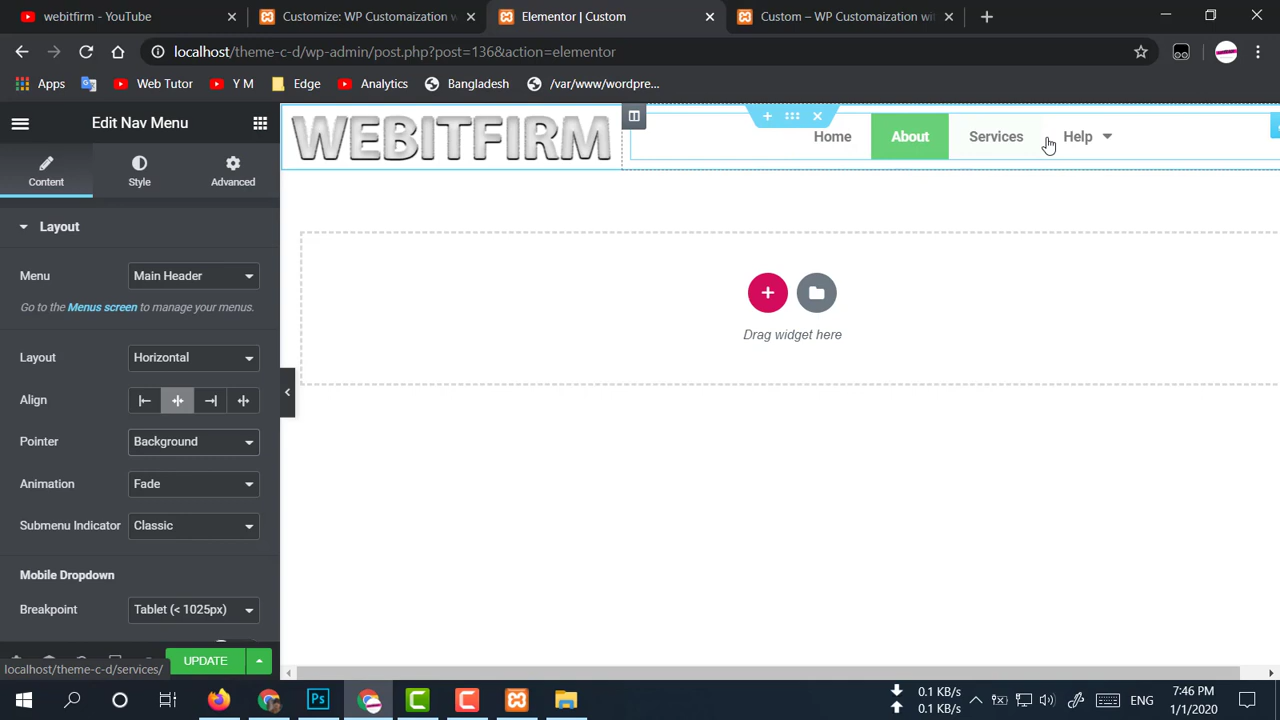 webitfirm - YouTube
Customize: WP Customaization w
Elementor | Custom
Custom – WP Customaization wi
localhost/theme-c-d/wp-admin/post.php?post=136&action=elementor
Apps
Web Tutor
Y M
Analytics
Edge
Bangladesh
/var/www/wordpre...
Edit Nav Menu
WEBITFIRM
Home
About
Services
Help
Content
Style
Advanced
Layout
Menu
Main Header
Go to the Menus screen to manage your menus.
Layout
Horizontal
Align
Pointer
Background
Animation
Fade
Submenu Indicator
Classic
Mobile Dropdown
Breakpoint
Tablet (< 1025px)
Drag widget here
UPDATE
localhost/theme-c-d/services/
Ps
0.1 KB/s
0.1 KB/s
ENG
7:46 PM
1/1/2020